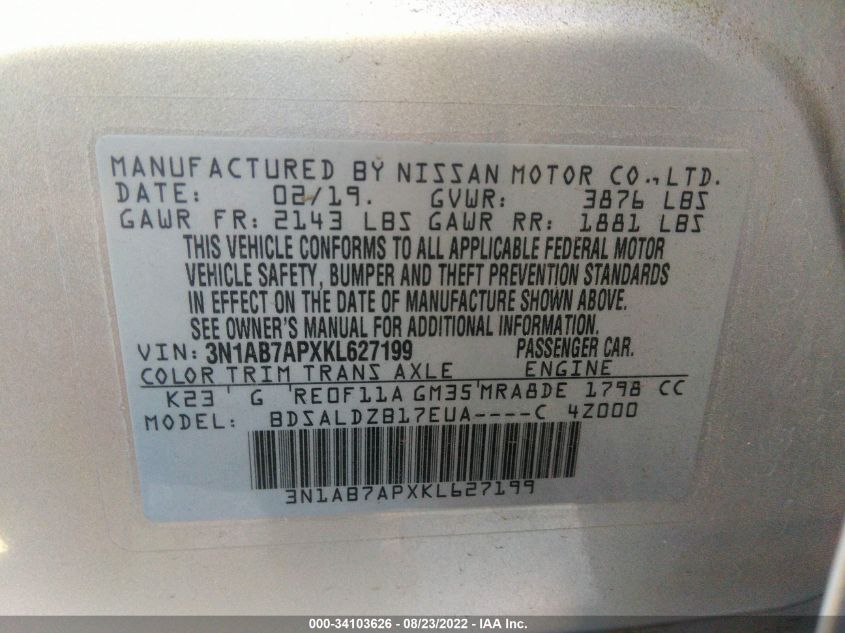 MANUFACTURED BY NISSAN MOTOR CO., LTD.
DATE: 02/19. GVWR: 3876 LBS
GAWR FR: 2143 LBS GAWR RR: 1881 LBS
THIS VEHICLE CONFORMS TO ALL APPLICABLE FEDERAL MOTOR
VEHICLE SAFETY, BUMPER AND THEFT PREVENTION STANDARDS
IN EFFECT ON THE DATE OF MANUFACTURE SHOWN ABOVE.
SEE OWNER'S MANUAL FOR ADDITIONAL INFORMATION.
VIN: 3N1AB7APXKL627199 PASSENGER CAR.
COLOR TRIM TRANS AXLE ENGINE
K23 G RE0F11A GM35 MRA8DE 1798 CC
MODEL: BDSALDZB17EUA----C 4Z000
3N1AB7APXKL627199
000-34103626 - 08/23/2022 - IAA Inc.